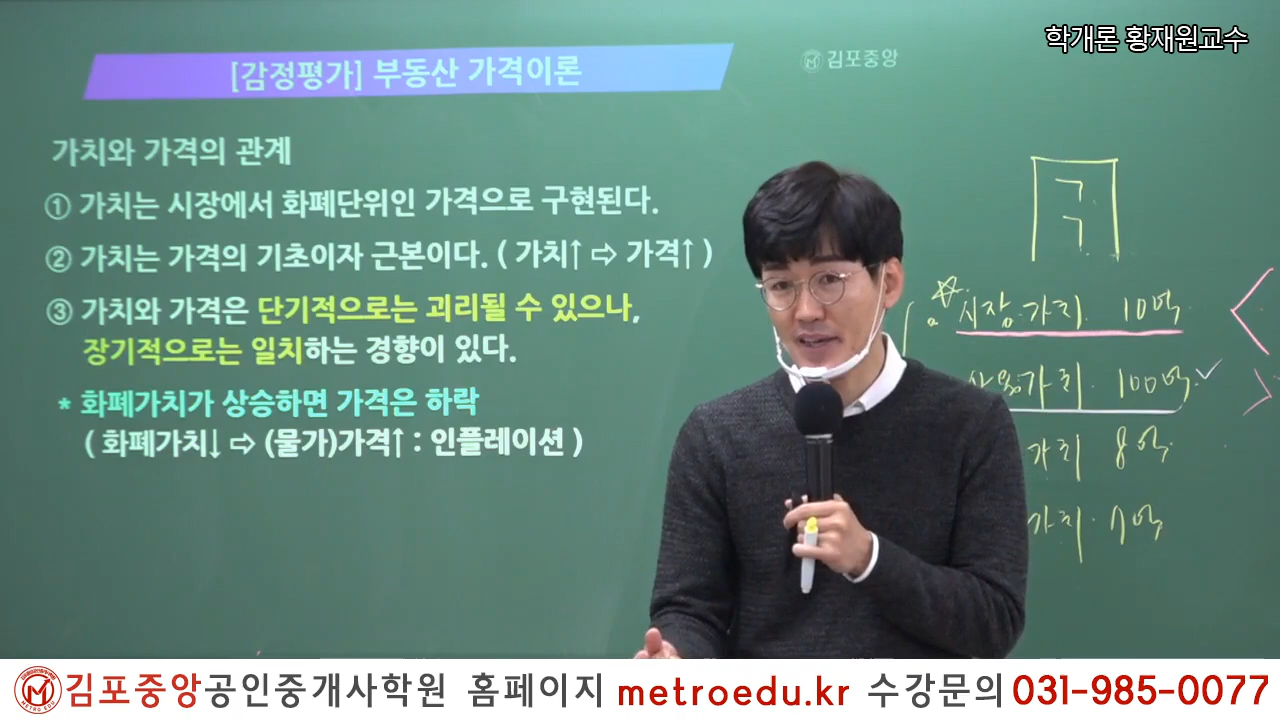 학개론 황재원교수
[감정평가] 부동산 가격이론
김포중앙
가치와 가격의 관계
① 가치는 시장에서 화폐단위인 가격으로 구현된다.
② 가치는 가격의 기초이자 근본이다. ( 가치↑ ⇨ 가격↑ )
③ 가치와 가격은 단기적으로는 괴리될 수 있으나,
장기적으로는 일치하는 경향이 있다.
* 화폐가치가 상승하면 가격은 하락
( 화폐가치↓ ⇨ (물가)가격↑ : 인플레이션 )
ㄱ
ㄱ
시장가치 10억
가치 100억
가치 8억
가치 7억
METRO EDU
김포중앙공인중개사학원 홈페이지 metroedu.kr 수강문의 031-985-0077